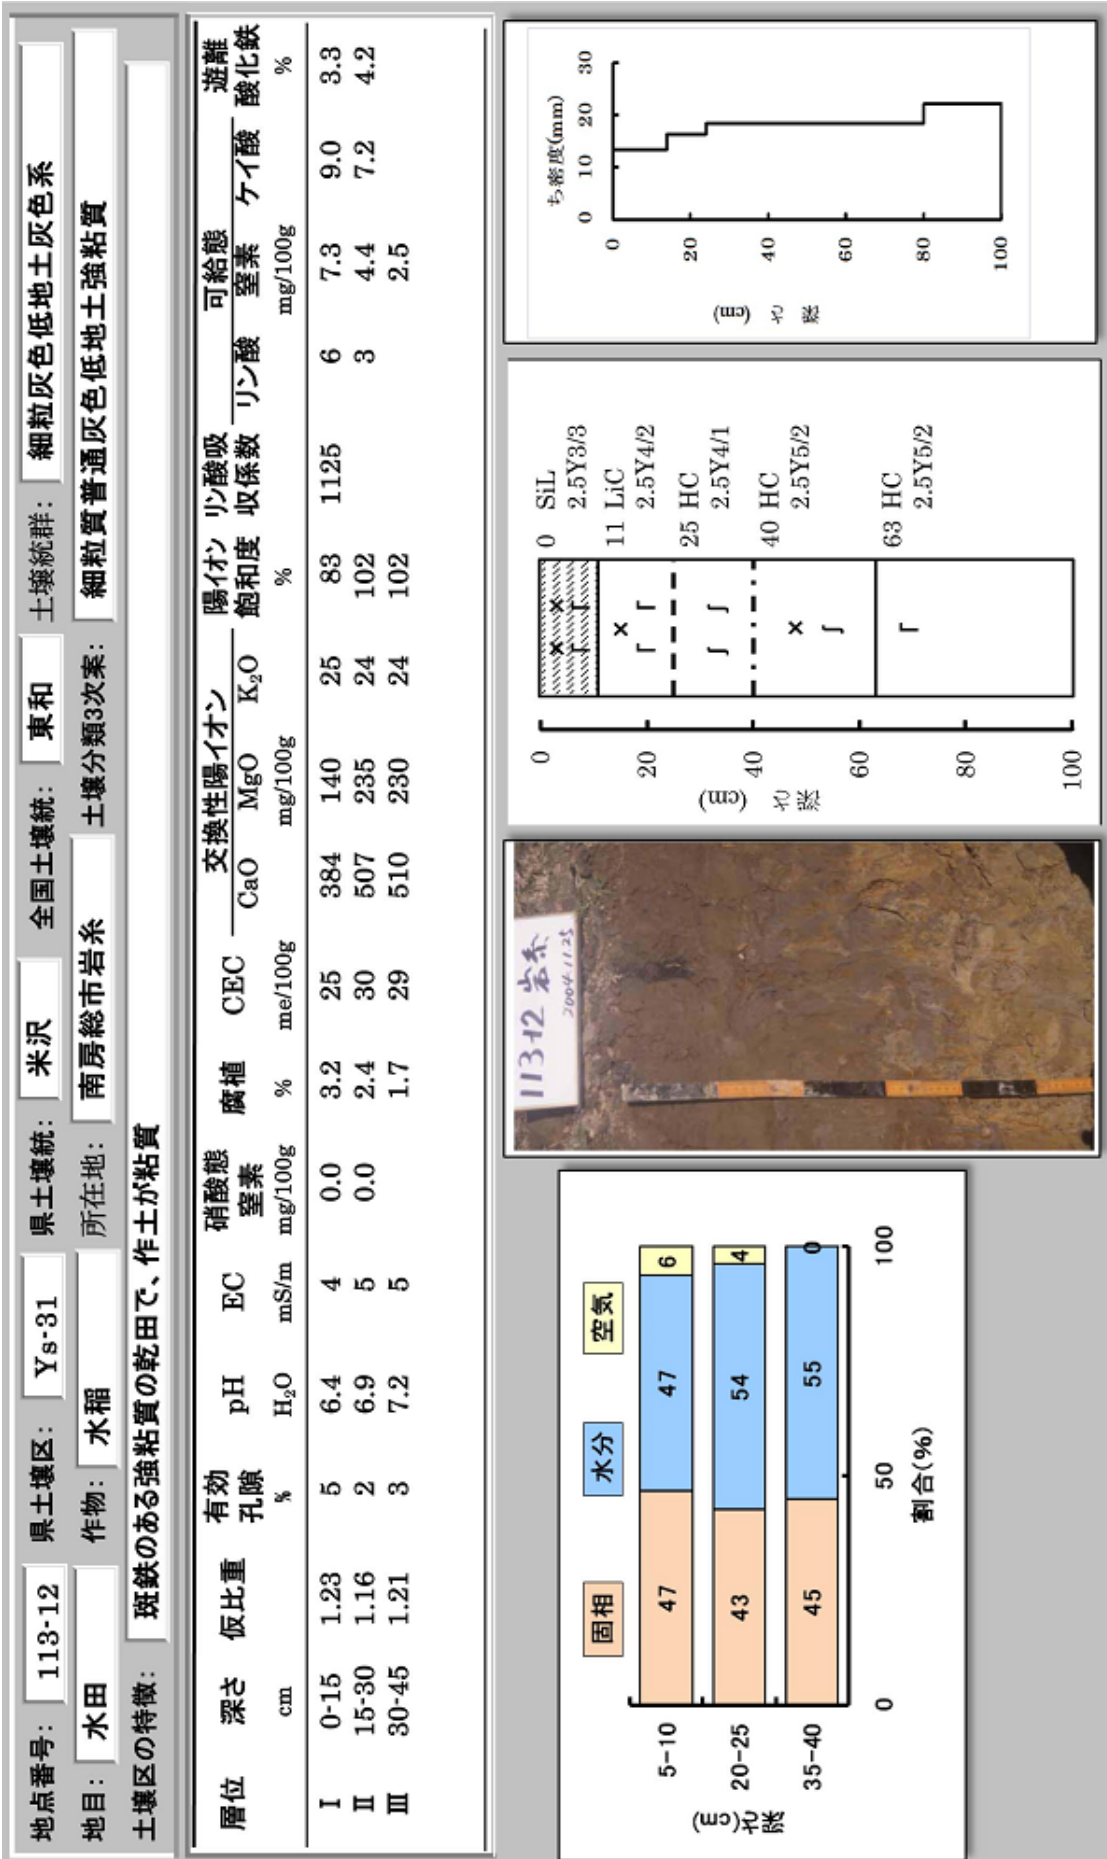 地点番号： 113-12 県土壌区： Ys-31 県土壌統： 米沢 全国土壌統： 東和 土壌統群： 細粒灰色低地土灰色系
地目： 水田 作物： 水稲 所在地： 南房総市岩糸 土壌分類3次案： 細粒質普通灰色低地土強粘質
土壌区の特徴： 斑鉄のある強粘質の乾田で、作土が粘質
層位 深さ 仮比重 有効孔隙 pH EC 硝酸態窒素 腐植 CEC 交換性陽イオン 陽イオン飽和度 リン酸吸収係数 可給態 遊離酸化鉄
CaO MgO K₂O リン酸 窒素 ケイ酸
cm % H₂O mS/m mg/100g % me/100g mg/100g % mg/100g %
I 0-15 1.23 5 6.4 4 0.0 3.2 25 384 140 25 83 1125 6 7.3 9.0 3.3
II 15-30 1.16 2 6.9 5 0.0 2.4 30 507 235 24 102 3 4.4 7.2 4.2
III 30-45 1.21 3 7.2 5 1.7 29 510 230 24 102 2.5
固相 水分 空気
5-10 47 47 6
20-25 43 54 4
35-40 45 55 0
0 50 100
割合(%)
深さ(cm)
113-12 岩糸
2004.11.25
0
20
40
60
80
100
深さ (cm)
0 SiL
2.5Y3/3
11 LiC
2.5Y4/2
25 HC
2.5Y4/1
40 HC
2.5Y5/2
63 HC
2.5Y5/2
ち密度(mm)
0 10 20 30
0
20
40
60
80
100
深さ (cm)